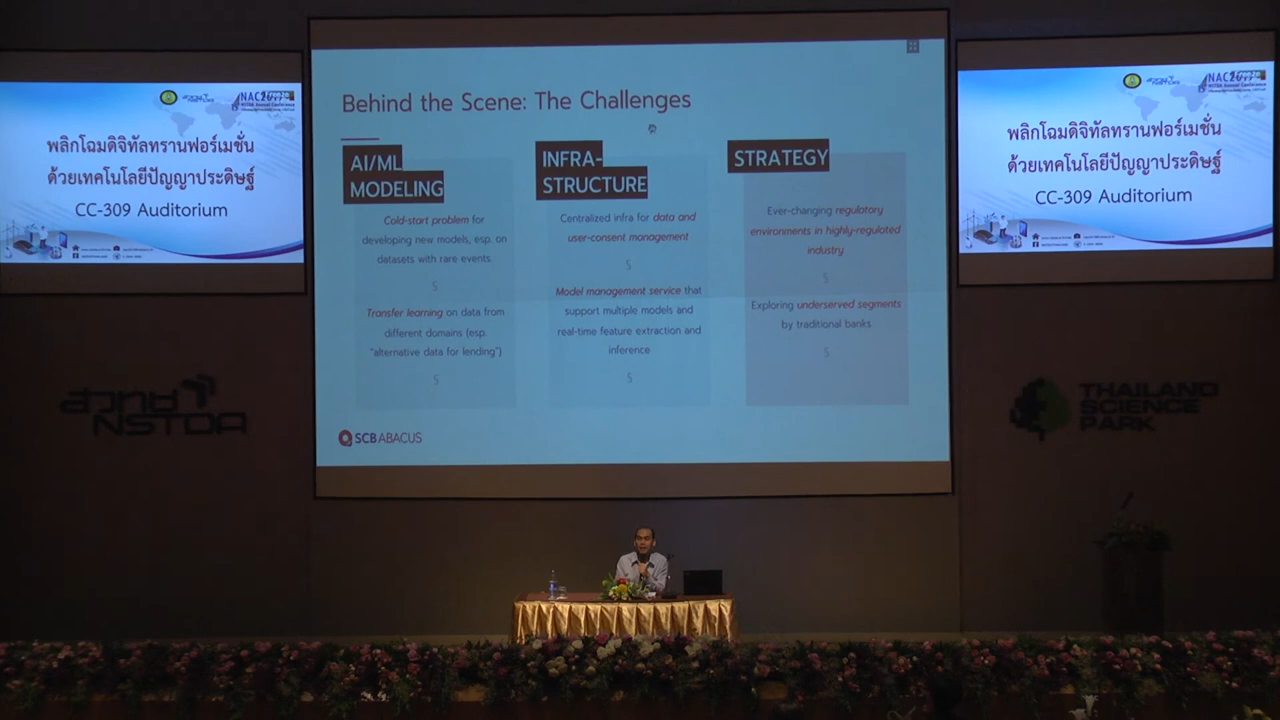 พลิกโฉมดิจิทัลทรานฟอร์เมชั่น
ด้วยเทคโนโลยีปัญญาประดิษฐ์
CC-309 Auditorium
Behind the Scene: The Challenges
AI/ML
MODELING
Cold-start problem for
developing new models, esp. on
datasets with rare events
Transfer learning on data from
different domains (esp.
"alternative data for lending")
INFRA-
STRUCTURE
Centralized infra for data and
user-consent management
Model management service that
support multiple models and
real-time feature extraction and
inference
STRATEGY
Ever-changing regulatory
environments in highly-regulated
industry
Exploring underserved segments
by traditional banks
SCB ABACUS
NAC
NSTDA Annual Conference
พลิกโฉมดิจิทัลทรานฟอร์เมชั่น
ด้วยเทคโนโลยีปัญญาประดิษฐ์
CC-309 Auditorium
สวทช
NSTDA
THAILAND
SCIENCE
PARK